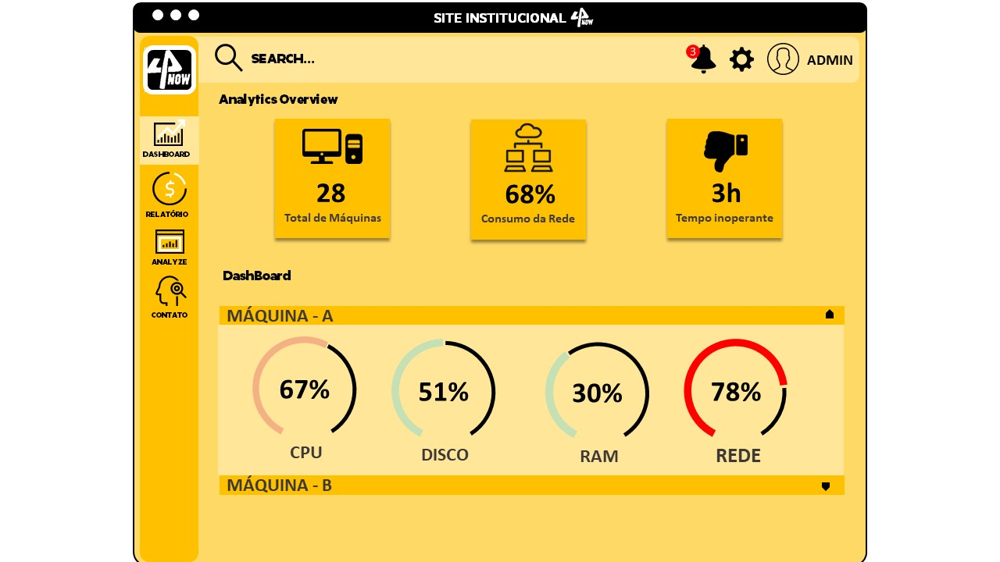 SITE INSTITUCIONAL 4P NOW
4P NOW
SEARCH...
3
ADMIN
Analytics Overview
DASHBOARD
RELATÓRIO
$
ANALYZE
CONTATO
28
Total de Máquinas
68%
Consumo da Rede
3h
Tempo inoperante
DashBoard
MÁQUINA - A
67%
CPU
51%
DISCO
30%
RAM
78%
REDE
MÁQUINA - B